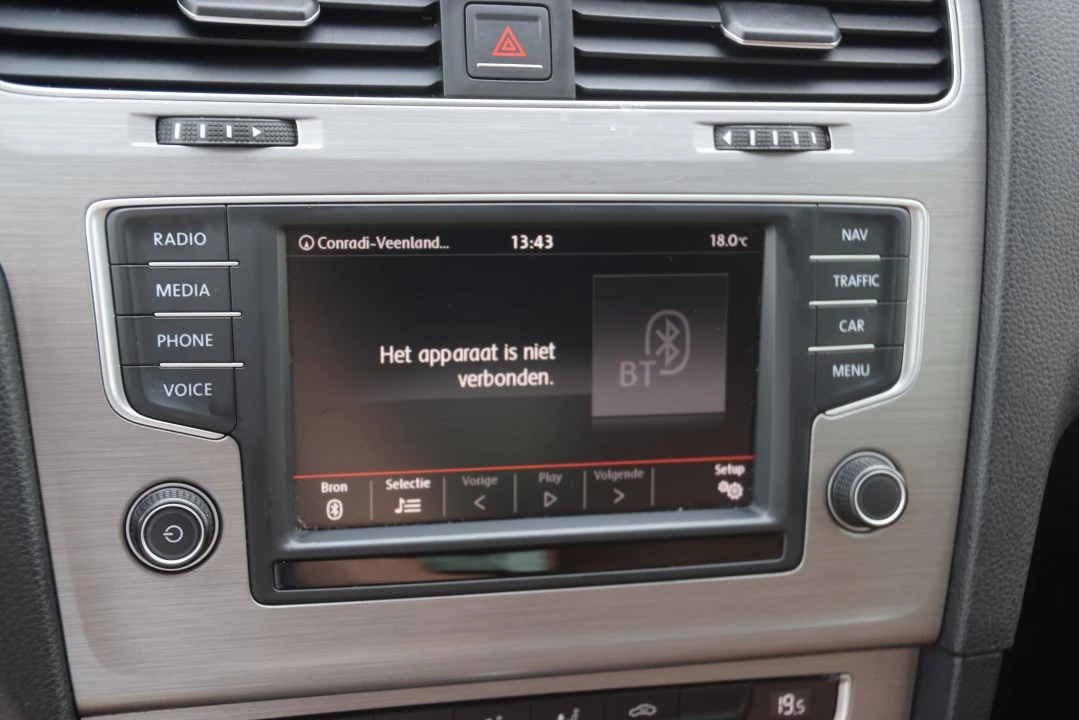 RADIO
MEDIA
PHONE
VOICE
Conradi-Veenland... 13:43 18.0°c
Het apparaat is niet
verbonden.
BT
Bron Selectie Vorige Play Volgende Setup
NAV
TRAFFIC
CAR
MENU
19.5